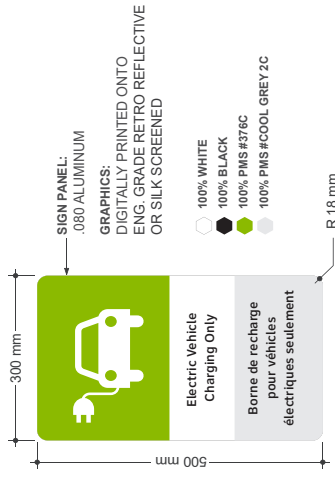 300 mm
500 mm
Electric Vehicle
Charging Only
Borne de recharge
pour véhicles
électriques seulement
SIGN PANEL:
.080 ALUMINUM
GRAPHICS:
DIGITALLY PRINTED ONTO
ENG. GRADE RETRO REFLECTIVE
OR SILK SCREENED
100% WHITE
100% BLACK
100% PMS #376C
100% PMS #COOL GREY 2C
R 18 mm